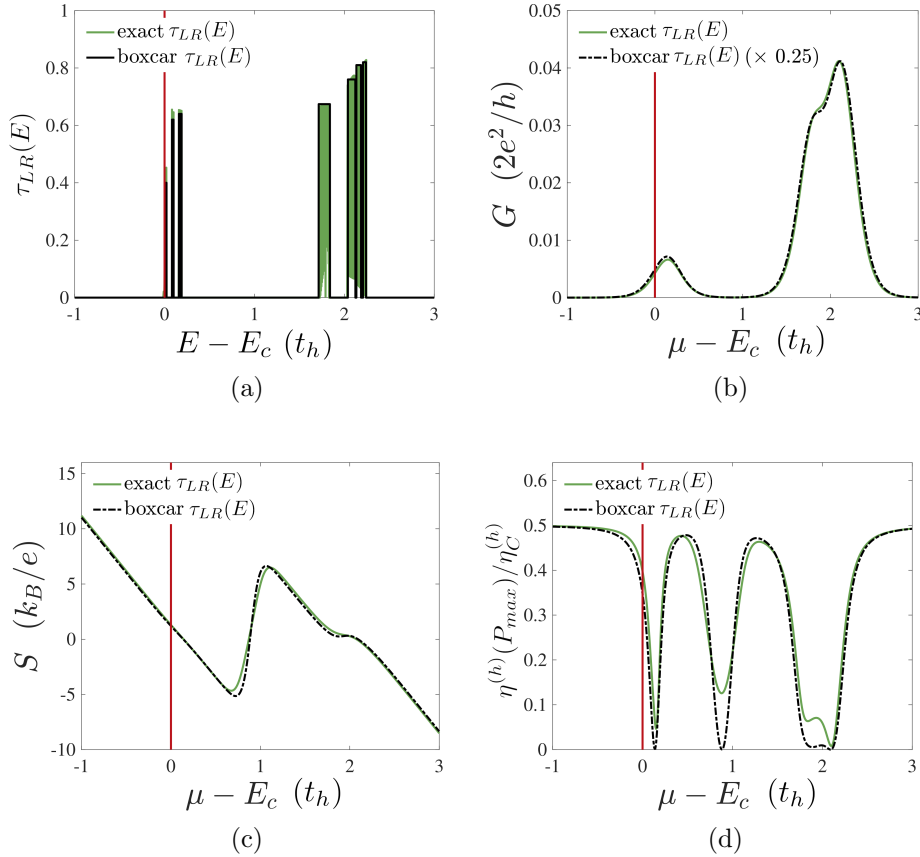 1
0.8
0.6
0.4
0.2
0
-1 0 1 2 3
τ_LR(E)
E − E_c (t_h)
exact τ_LR(E)
boxcar τ_LR(E)
(a)
0.05
0.04
0.03
0.02
0.01
0
-1 0 1 2 3
G (2e²/h)
μ − E_c (t_h)
exact τ_LR(E)
boxcar τ_LR(E) (× 0.25)
(b)
15
10
5
0
-5
-10
-1 0 1 2 3
S (k_B/e)
μ − E_c (t_h)
exact τ_LR(E)
boxcar τ_LR(E)
(c)
0.6
0.5
0.4
0.3
0.2
0.1
0
-1 0 1 2 3
η^(h)(P_max)/η_C^(h)
μ − E_c (t_h)
exact τ_LR(E)
boxcar τ_LR(E)
(d)